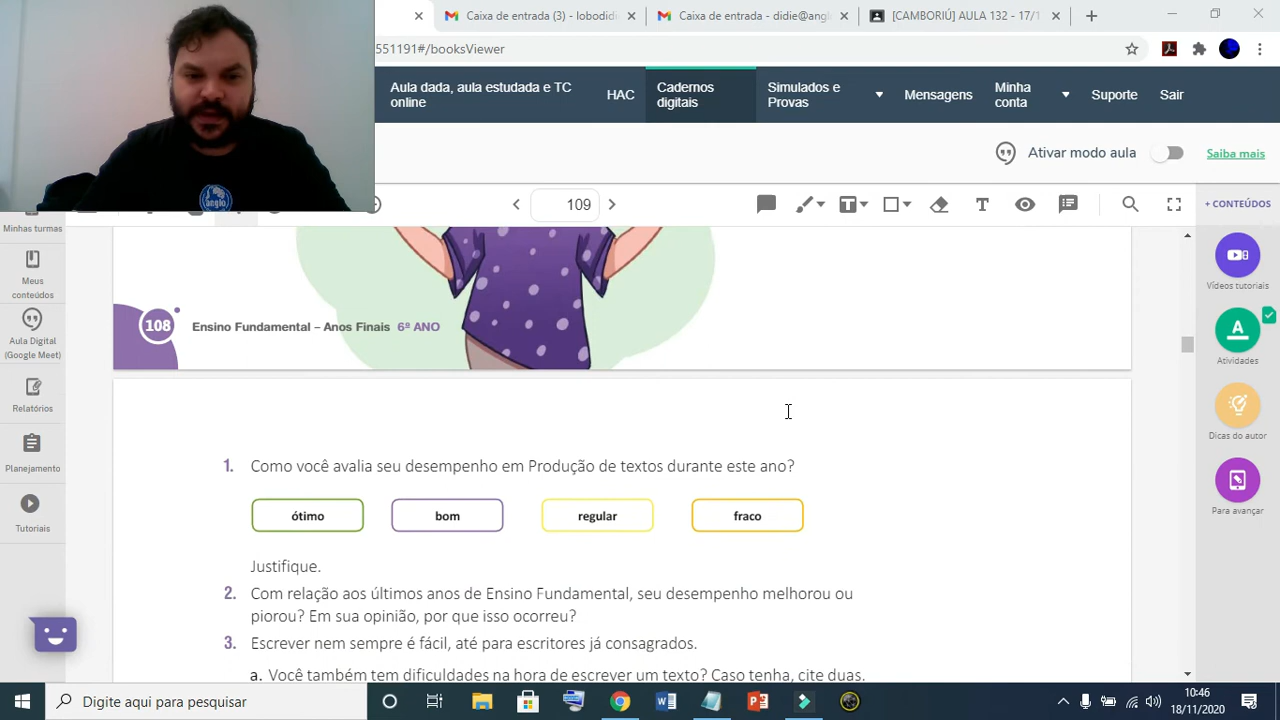 Caixa de entrada (3) - lobodidi
Caixa de entrada - didie@angl
[CAMBORIÚ] AULA 132 - 17/1
551191#/booksViewer
Aula dada, aula estudada e TC online
HAC
Cadernos digitais
Simulados e Provas
Mensagens
Minha conta
Suporte
Sair
Ativar modo aula
Saiba mais
109
+ CONTEÚDOS
Minhas turmas
Meus conteúdos
Aula Digital (Google Meet)
Relatórios
Planejamento
Tutoriais
anglo
108
Ensino Fundamental – Anos Finais 6º ANO
1. Como você avalia seu desempenho em Produção de textos durante este ano?
ótimo bom regular fraco
Justifique.
2. Com relação aos últimos anos de Ensino Fundamental, seu desempenho melhorou ou
piorou? Em sua opinião, por que isso ocorreu?
3. Escrever nem sempre é fácil, até para escritores já consagrados.
a. Você também tem dificuldades na hora de escrever um texto? Caso tenha, cite duas.
Vídeos tutoriais
Atividades
Dicas do autor
Para avançar
Digite aqui para pesquisar
10:46
18/11/2020